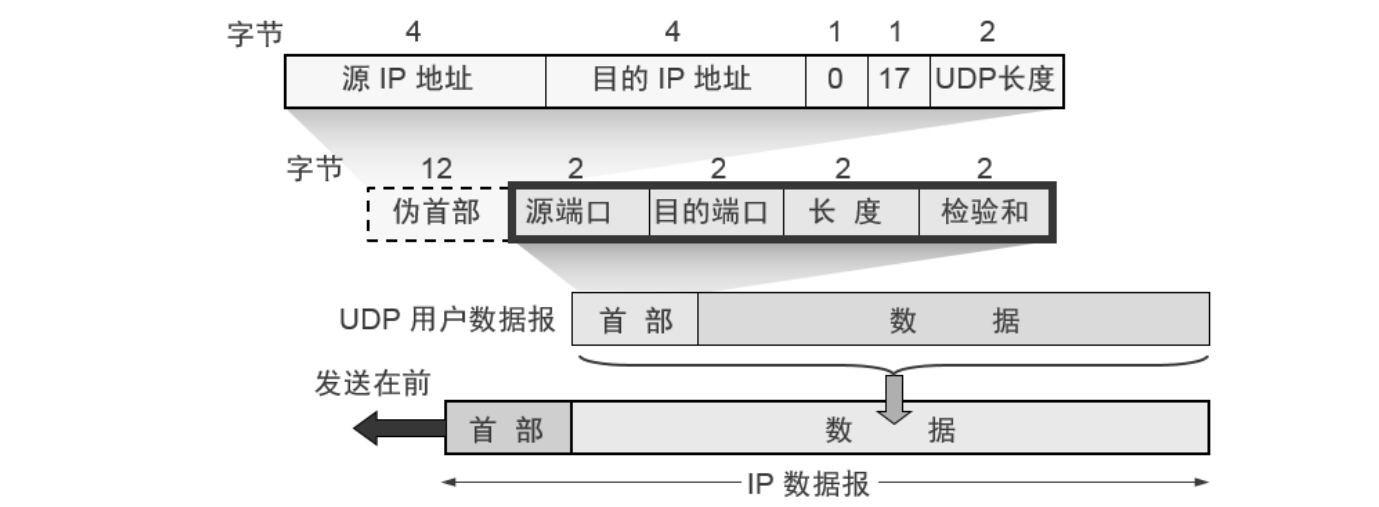 字节 4 4 1 1 2
源 IP 地址 目的 IP 地址 0 17 UDP长度
字节 12 2 2 2 2
伪首部 源端口 目的端口 长 度 检验和
UDP 用户数据报 首 部 数 据
发送在前
首 部 数 据
IP 数据报